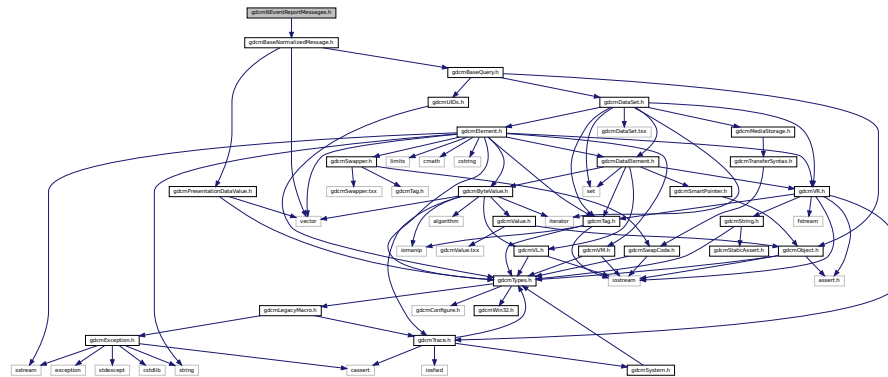 gdcmNEventReportMessages.h
gdcmBaseNormalizedMessage.h
gdcmBaseQuery.h
gdcmUIDs.h
gdcmDataSet.h
gdcmElement.h
gdcmDataSet.txx
gdcmMediaStorage.h
gdcmSwapper.h
limits
cmath
cstring
gdcmDataElement.h
gdcmTransferSyntax.h
gdcmPresentationDataValue.h
gdcmSwapper.txx
gdcmTag.h
gdcmByteValue.h
set
gdcmSmartPointer.h
gdcmVR.h
vector
algorithm
gdcmValue.h
iterator
gdcmTag.h
gdcmString.h
fstream
iomanip
gdcmValue.txx
gdcmVL.h
gdcmVM.h
gdcmSwapCode.h
gdcmStaticAssert.h
gdcmObject.h
gdcmTypes.h
iostream
assert.h
gdcmLegacyMacro.h
gdcmConfigure.h
gdcmWin32.h
gdcmException.h
gdcmTrace.h
sstream
exception
stdexcept
cstdlib
string
cassert
iosfwd
gdcmSystem.h